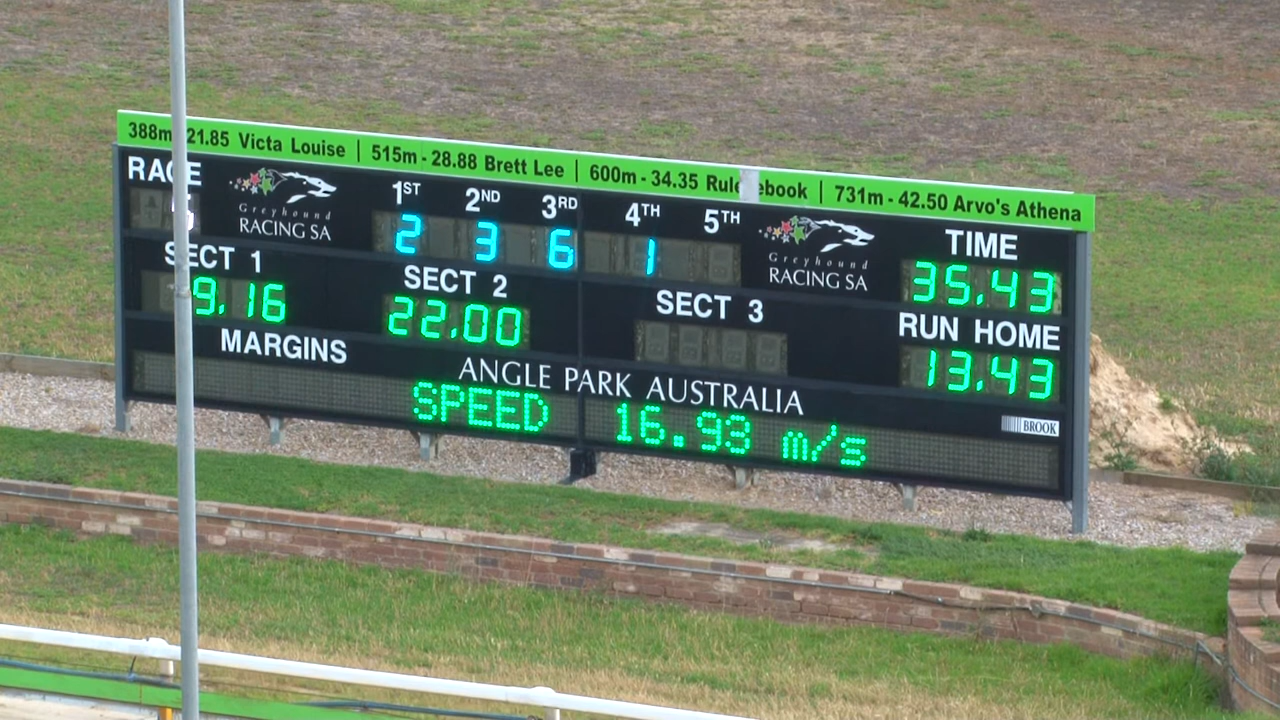 388m 21.85 Victa Louise | 515m - 28.88 Brett Lee | 600m - 34.35 Rulebook | 731m - 42.50 Arvo's Athena
RACE
Greyhound
RACING SA
1ST 2ND 3RD 4TH 5TH
2 3 6 1
Greyhound
RACING SA
TIME
35.43
SECT 1
9.16
SECT 2
22.00
SECT 3
RUN HOME
13.43
MARGINS
ANGLE PARK AUSTRALIA
SPEED 16.93 m/s
BROOK